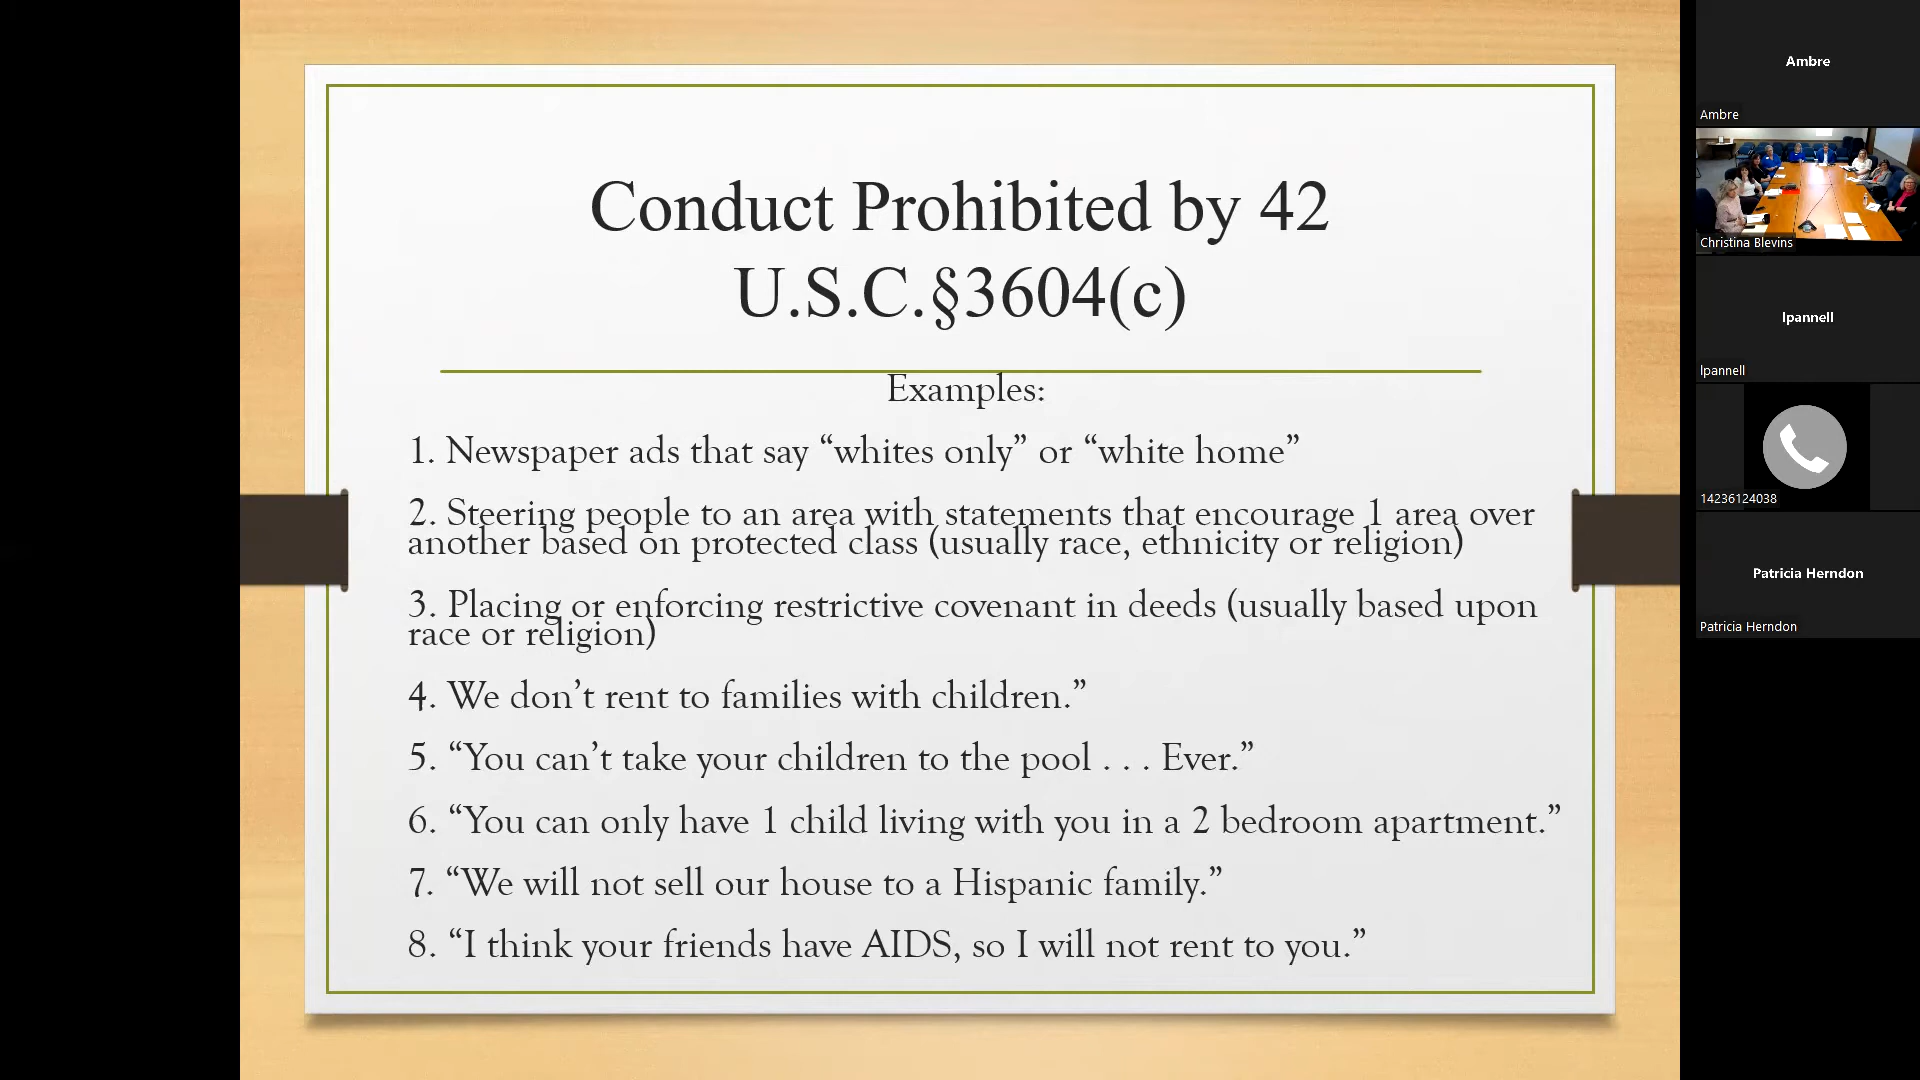 Conduct Prohibited by 42
U.S.C.§3604(c)
Examples:
1. Newspaper ads that say “whites only” or “white home”
2. Steering people to an area with statements that encourage 1 area over
another based on protected class (usually race, ethnicity or religion)
3. Placing or enforcing restrictive covenant in deeds (usually based upon
race or religion)
4. We don’t rent to families with children.”
5. “You can’t take your children to the pool . . . Ever.”
6. “You can only have 1 child living with you in a 2 bedroom apartment.”
7. “We will not sell our house to a Hispanic family.”
8. “I think your friends have AIDS, so I will not rent to you.”
Ambre
Ambre
Christina Blevins
lpannell
lpannell
14236124038
Patricia Herndon
Patricia Herndon